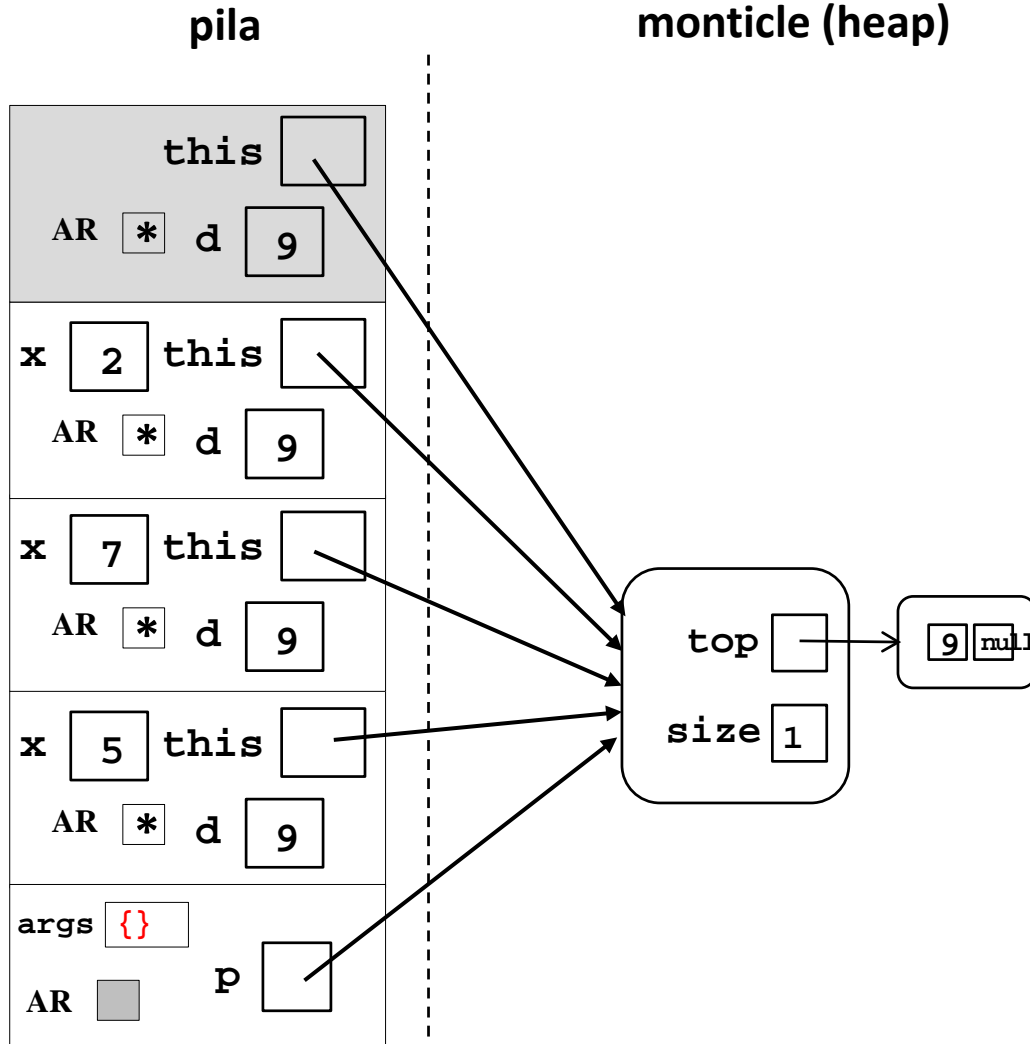 pila
monticle (heap)
this
AR * d 9
x 2 this
AR * d 9
x 7 this
AR * d 9
top
9 null
x 5 this
size 1
AR * d 9
args {}
p
AR